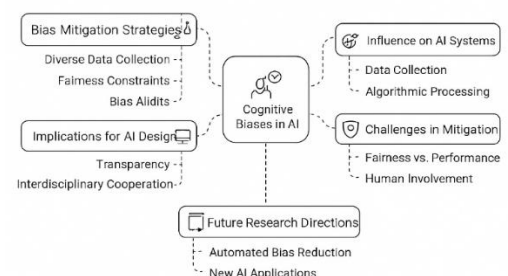 Bias Mitigation Strategies
Diverse Data Collection
Fairness Constraints
Bias Alidits
Implications for AI Design
Transparency
Interdisciplinary Cooperation
Cognitive
Biases in AI
Influence on AI Systems
Data Collection
Algorithmic Processing
Challenges in Mitigation
Fairness vs. Performance
Human Involvement
Future Research Directions
Automated Bias Reduction
New AI Applications